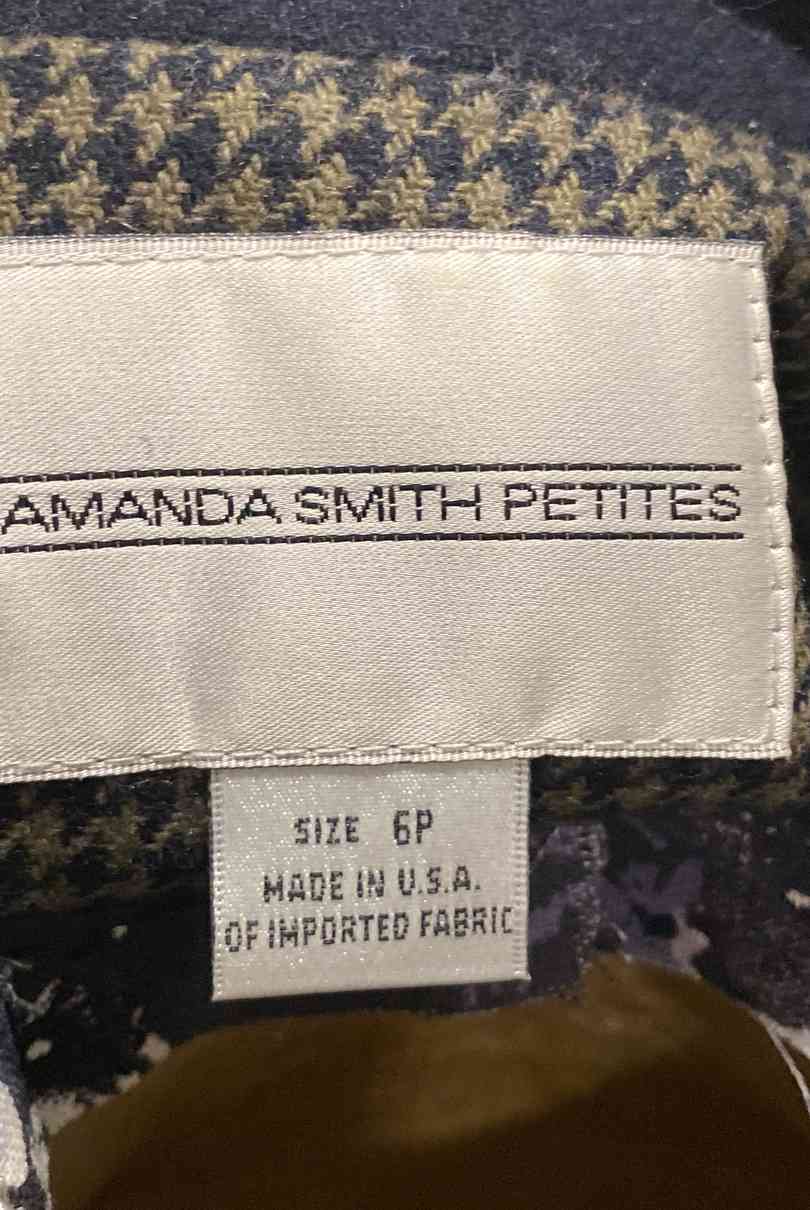 AMANDA SMITH PETITES
SIZE 6P
MADE IN U.S.A.
OF IMPORTED FABRIC